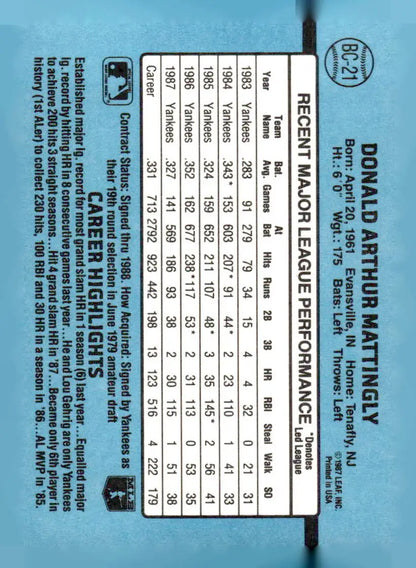 BC-21
DONALD ARTHUR MATTINGLY
Born: April 20, 1961 Evansville, IN Home: Tenafly, NJ
Ht.: 6' 0" Wgt.: 175 Bats: Left Throws: Left
©1987 LEAF, INC.
Printed in USA
RECENT MAJOR LEAGUE PERFORMANCE
*Denotes
Led League
Year Team Name Bat. Avg. Games At Bat Hits Runs 2B 3B HR RBI Steal Walk SO
1983 Yankees .283 91 279 79 34 15 4 4 32 0 21 31
1984 Yankees .343* 153 603 207* 91 44* 2 23 110 1 41 33
1985 Yankees .324 159 652 211 107 48* 3 35 145* 2 56 41
1986 Yankees .352 162 677 238* 117 53* 2 31 113 0 53 35
1987 Yankees .327 141 569 186 93 38 2 30 115 1 51 38
Career .331 713 2792 923 442 198 13 123 516 4 222 179
Contract Status: Signed thru 1988. How Acquired: Signed by Yankees as
their 19th round selection in June 1979 amateur draft
MLB
CAREER HIGHLIGHTS
Established major lg. record for most grand slam HR in 1 season (6) last year... Equalled major
lg. record by hitting HR in 8 consecutive games last year... He and Lou Gehrig are only Yankees
to achieve 200 hits 3 straight seasons... Hit 4 grand slam HR in '87... Became only 6th player in
history (1st ALer) to collect 230 hits, 100 RBI and 30 HR in a season in '86...AL MVP in '85.